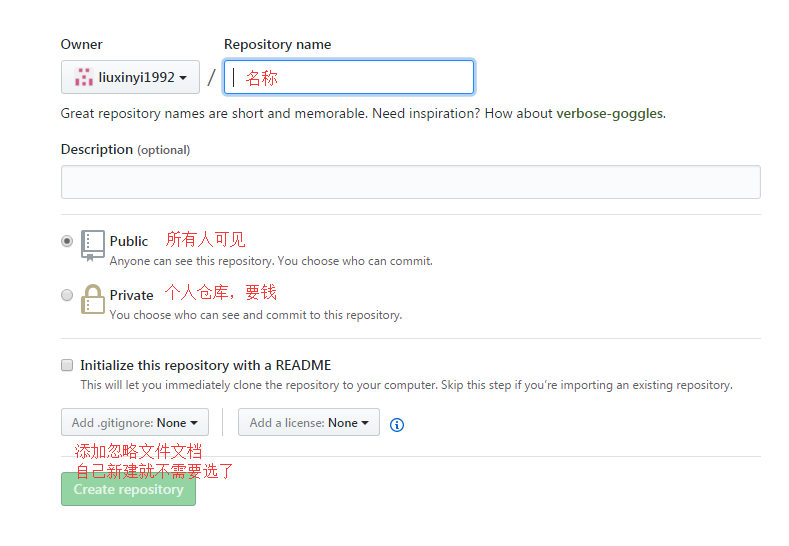 Owner
Repository name
liuxinyi1992 / 名称
Great repository names are short and memorable. Need inspiration? How about verbose-goggles.
Description (optional)
Public 所有人可见
Anyone can see this repository. You choose who can commit.
Private 个人仓库，要钱
You choose who can see and commit to this repository.
Initialize this repository with a README
This will let you immediately clone the repository to your computer. Skip this step if you're importing an existing repository.
Add .gitignore: None
Add a license: None
添加忽略文件文档
自己新建就不需要选了
Create repository